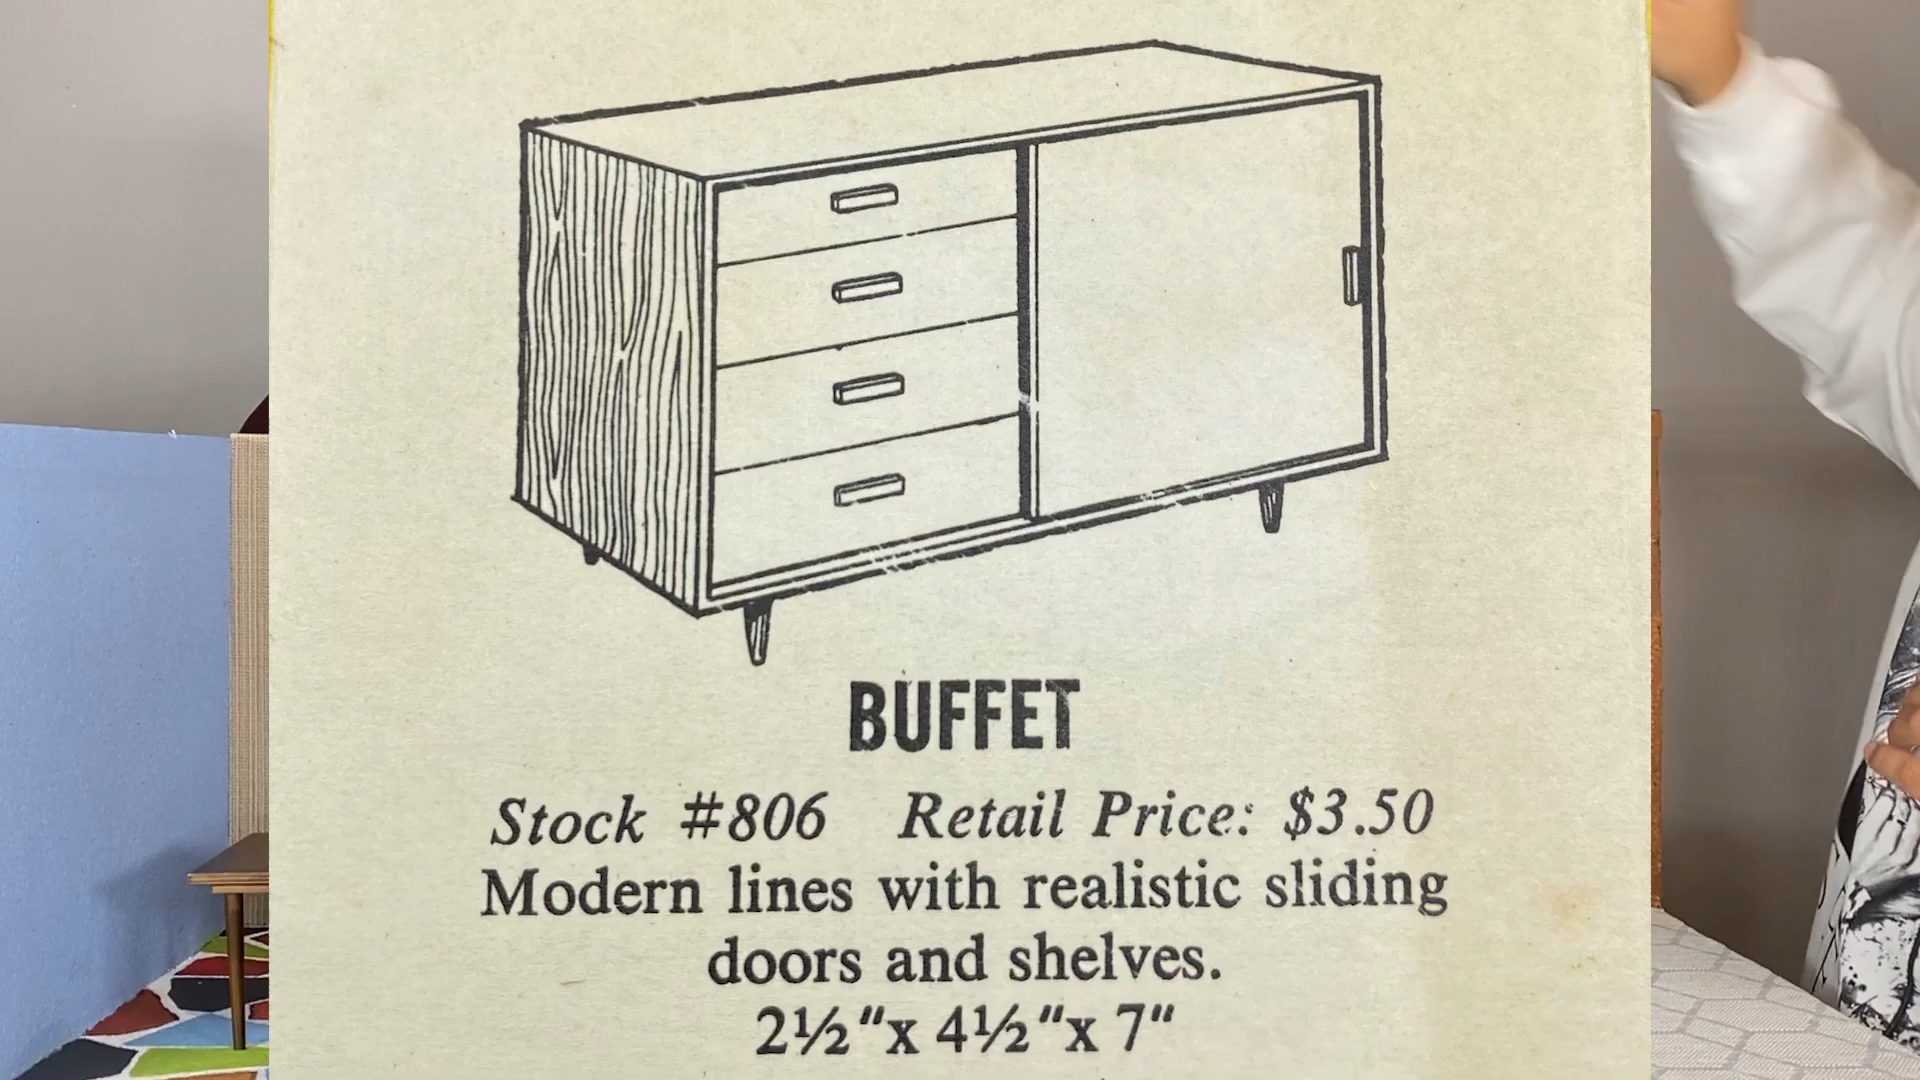 BUFFET
Stock #806 Retail Price: $3.50
Modern lines with realistic sliding
doors and shelves.
2½"x 4½"x 7"